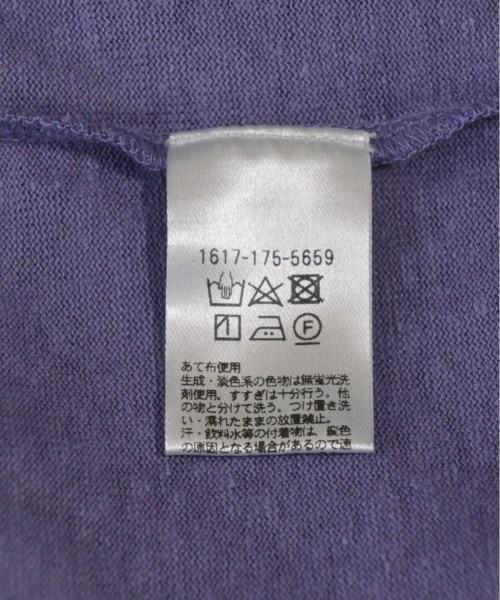 1617-175-5659
F
あて布使用
生成・淡色系の色物は無蛍光洗
剤使用。すすぎは十分行う。他
の物と分けて洗う。つけ置き洗
い・濡れたままの放置禁止。
汗・飲料水等の付着物は、変色
の原因となる場合があるので速